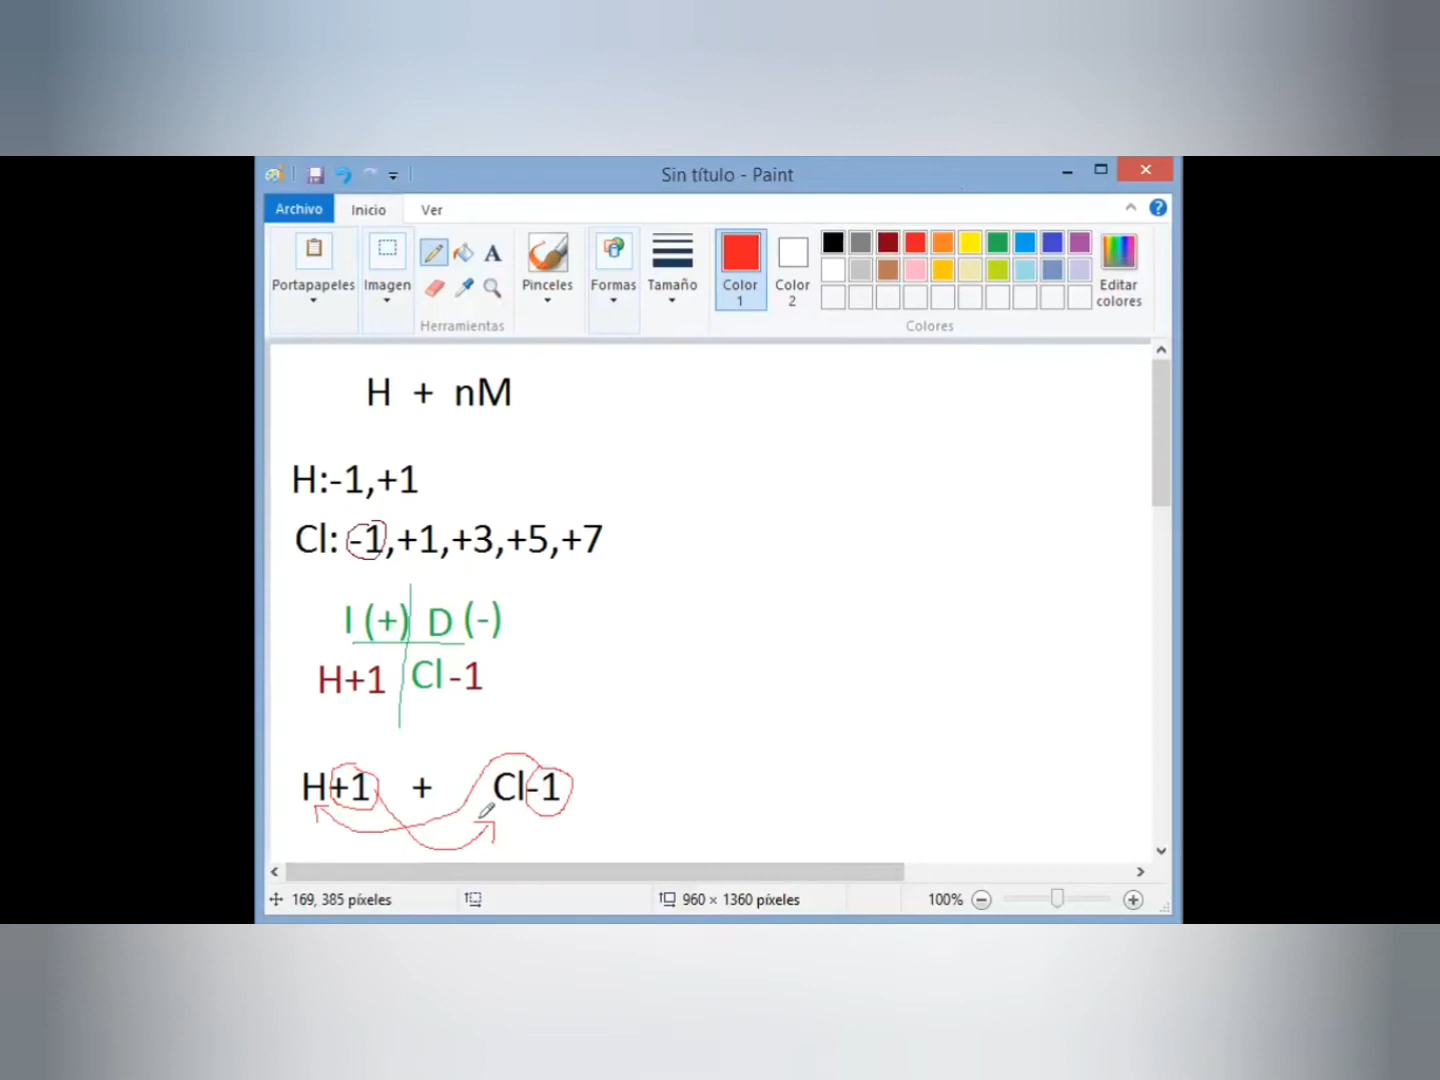 Sin título - Paint
Archivo Inicio Ver
A
Portapapeles Imagen Pinceles Formas Tamaño Color 1 Color 2 Editar colores
Herramientas Colores
H + nM
H:-1,+1
Cl: -1,+1,+3,+5,+7
I (+) D (-)
H+1 Cl -1
H+1 + Cl-1
169, 385 píxeles 960 × 1360 píxeles 100%